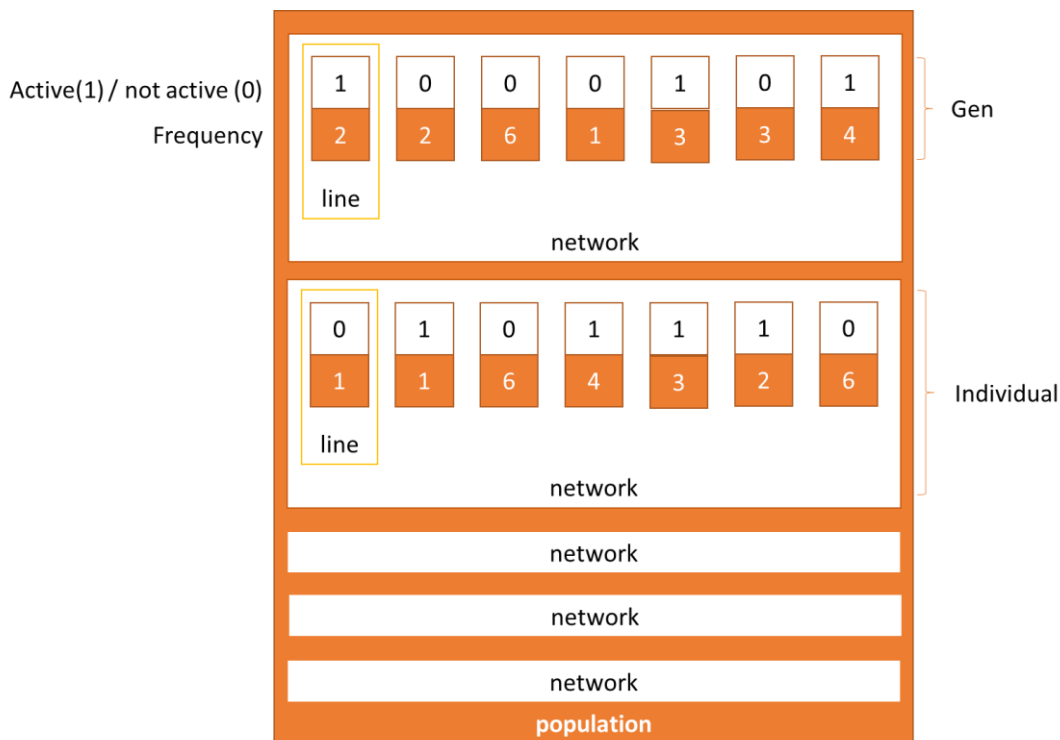 Active(1) / not active (0) 1 0 0 0 1 0 1
Gen
Frequency 2 2 6 1 3 3 4
line
network
0 1 0 1 1 1 0
1 1 6 4 3 2 6
Individual
line
network
network
network
network
population